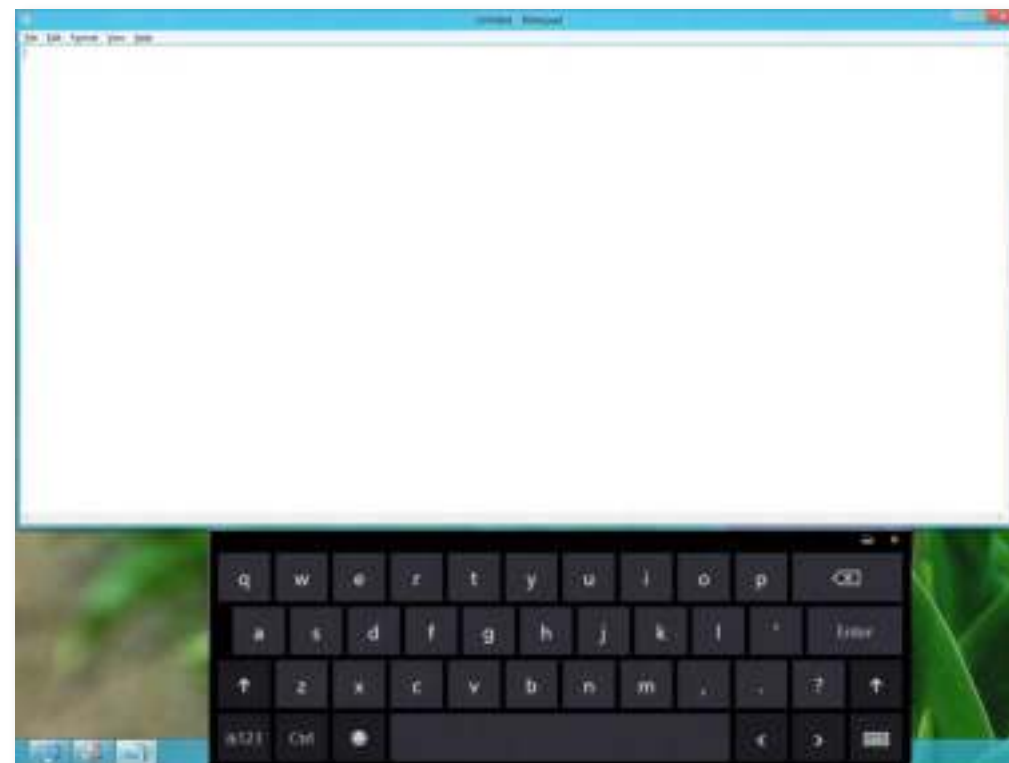 Untitled - Notepad
File Edit Format View Help
q w e r t y u i o p
a s d f g h j k l ' Enter
z x c v b n m , . ?
&123 Ctrl < >